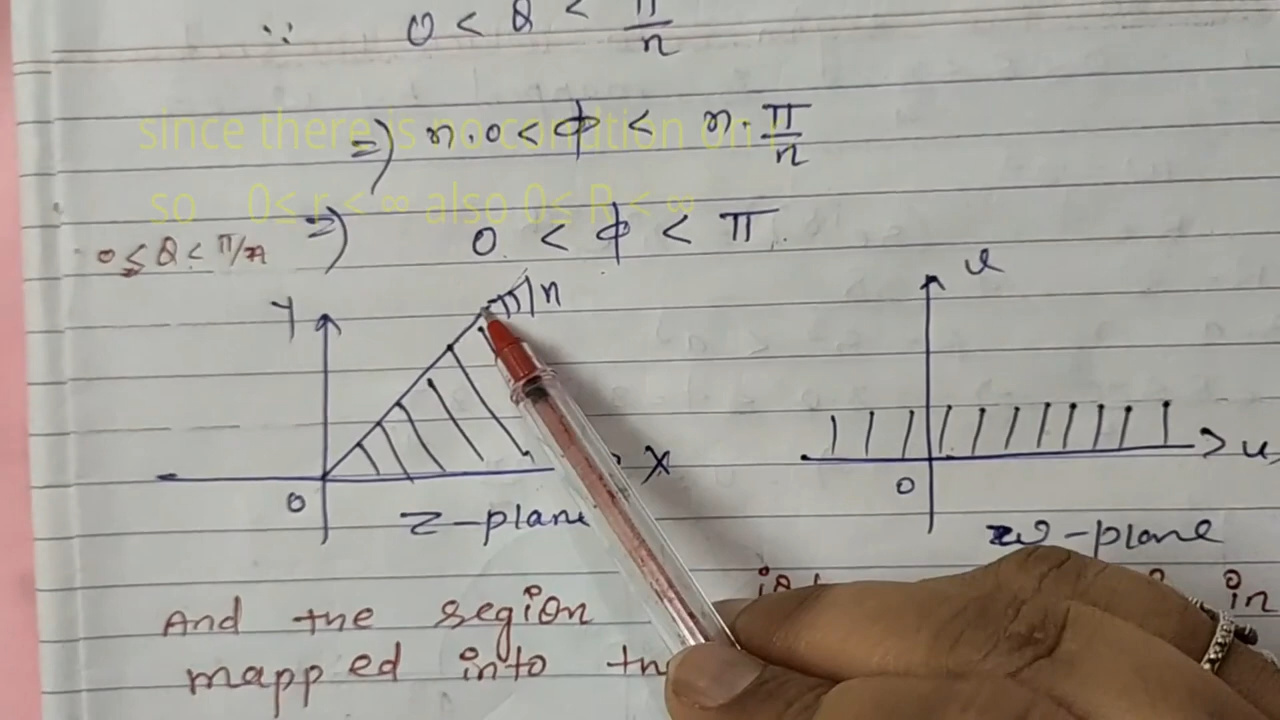 ∵ 0 < θ < π/n
since there is no condtion on r
⇒) n.0 < φ < n. π/n
so 0≤ r < ∞ also 0≤ R < ∞
0 ≤ θ < π/n ⇒) 0 < φ < π.
Y π/n v
0 X 0 u
Z-plane w-plane
And the region in
mapped into the